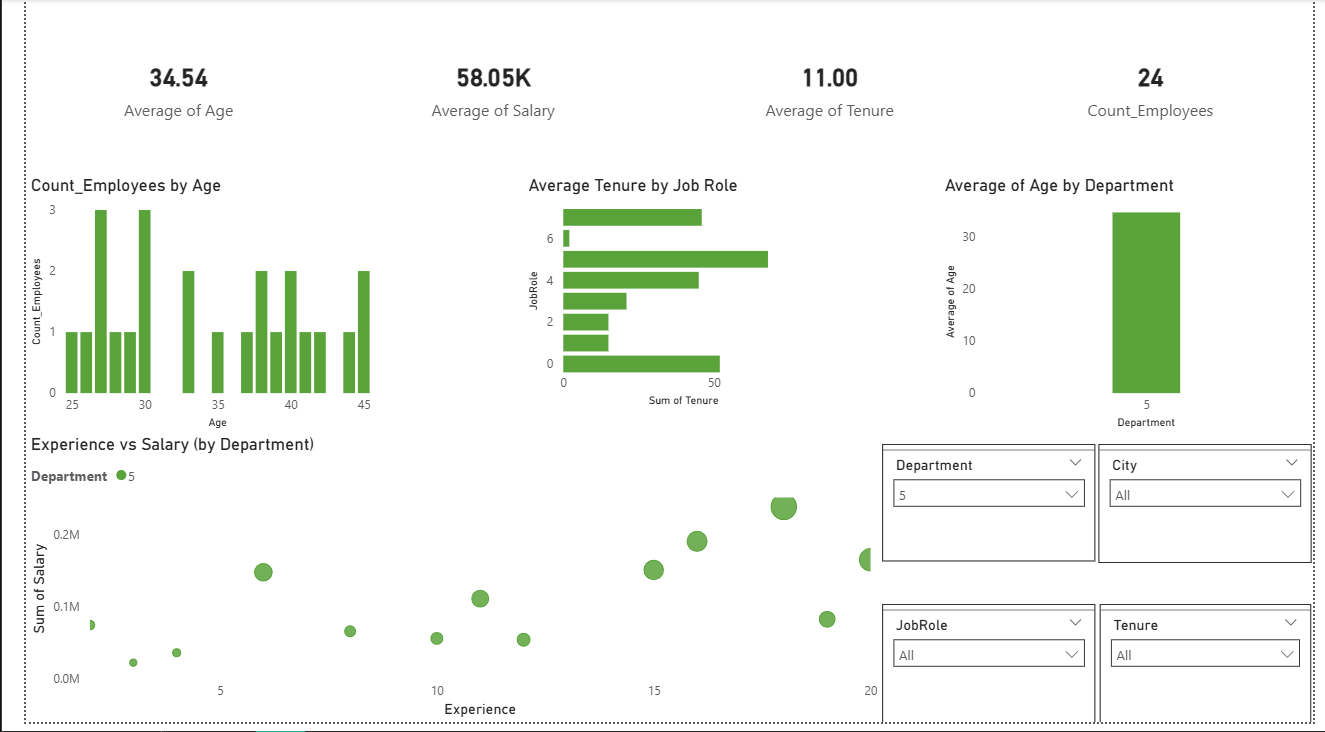 34.54
Average of Age
58.05K
Average of Salary
11.00
Average of Tenure
24
Count_Employees
Count_Employees by Age
3
2
1
0
Count_Employees
25 30 35 40 45
Age
Average Tenure by Job Role
6
4
2
0
JobRole
0 50
Sum of Tenure
Average of Age by Department
30
20
10
0
Average of Age
5
Department
Experience vs Salary (by Department)
Department 5
0.2M
0.1M
0.0M
Sum of Salary
5 10 15 20
Experience
Department
5
City
All
JobRole
All
Tenure
All